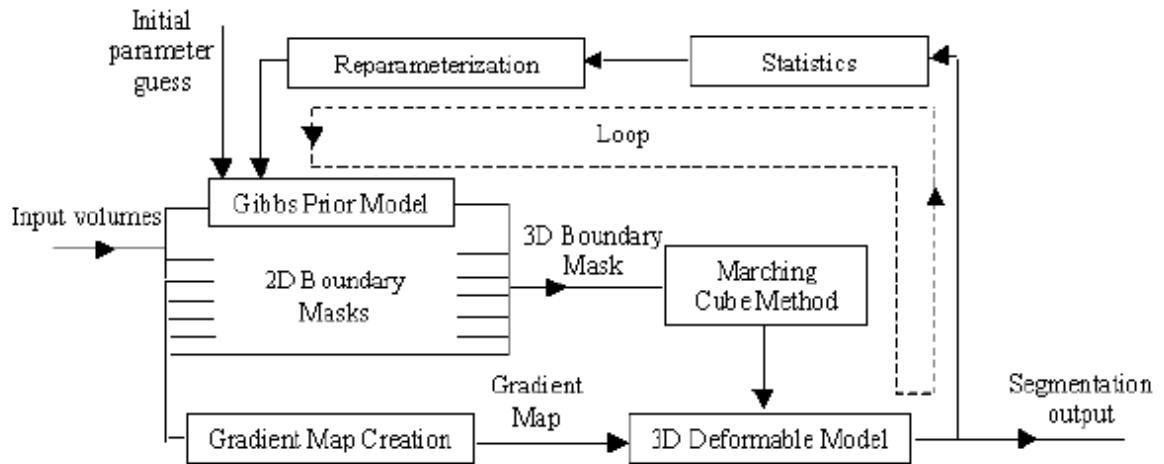 Initial
parameter
guess
Reparameterization
Statistics
Loop
Gibbs Prior Model
Input volumes
3D Boundary
Mask
2D Boundary
Masks
Marching
Cube Method
Gradient
Map
Segmentation
output
Gradient Map Creation
3D Deformable Model